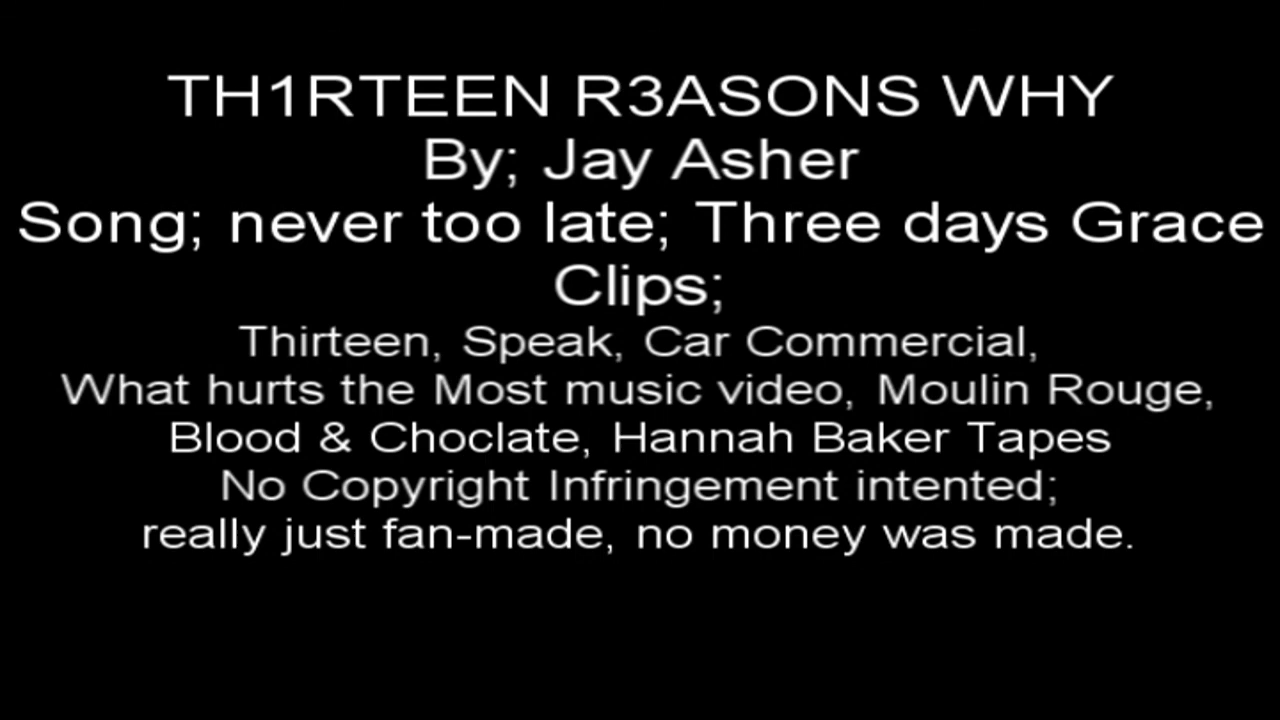 TH1RTEEN R3ASONS WHY
By; Jay Asher
Song; never too late; Three days Grace
Clips;
Thirteen, Speak, Car Commercial,
What hurts the Most music video, Moulin Rouge,
Blood & Choclate, Hannah Baker Tapes
No Copyright Infringement intented;
really just fan-made, no money was made.